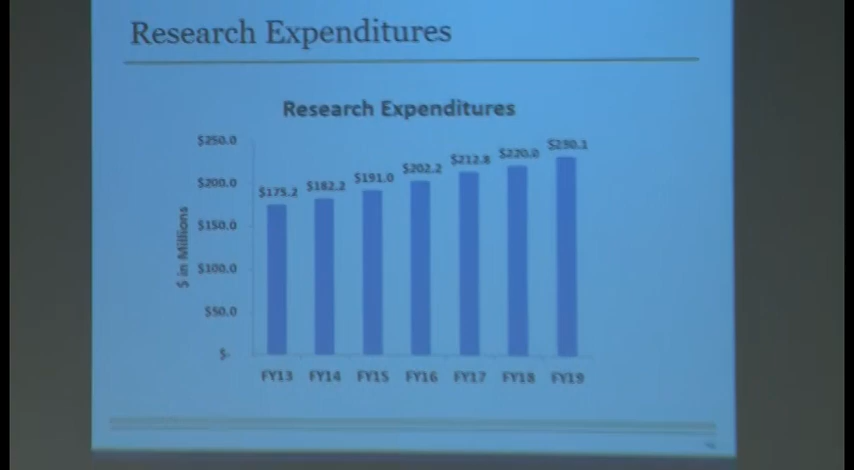 Research Expenditures
Research Expenditures
$250.0
$200.0
$150.0
$100.0
$50.0
$-
$ in Millions
$175.2 $182.2 $191.0 $202.2 $212.8 $220.0 $230.1
FY13 FY14 FY15 FY16 FY17 FY18 FY19